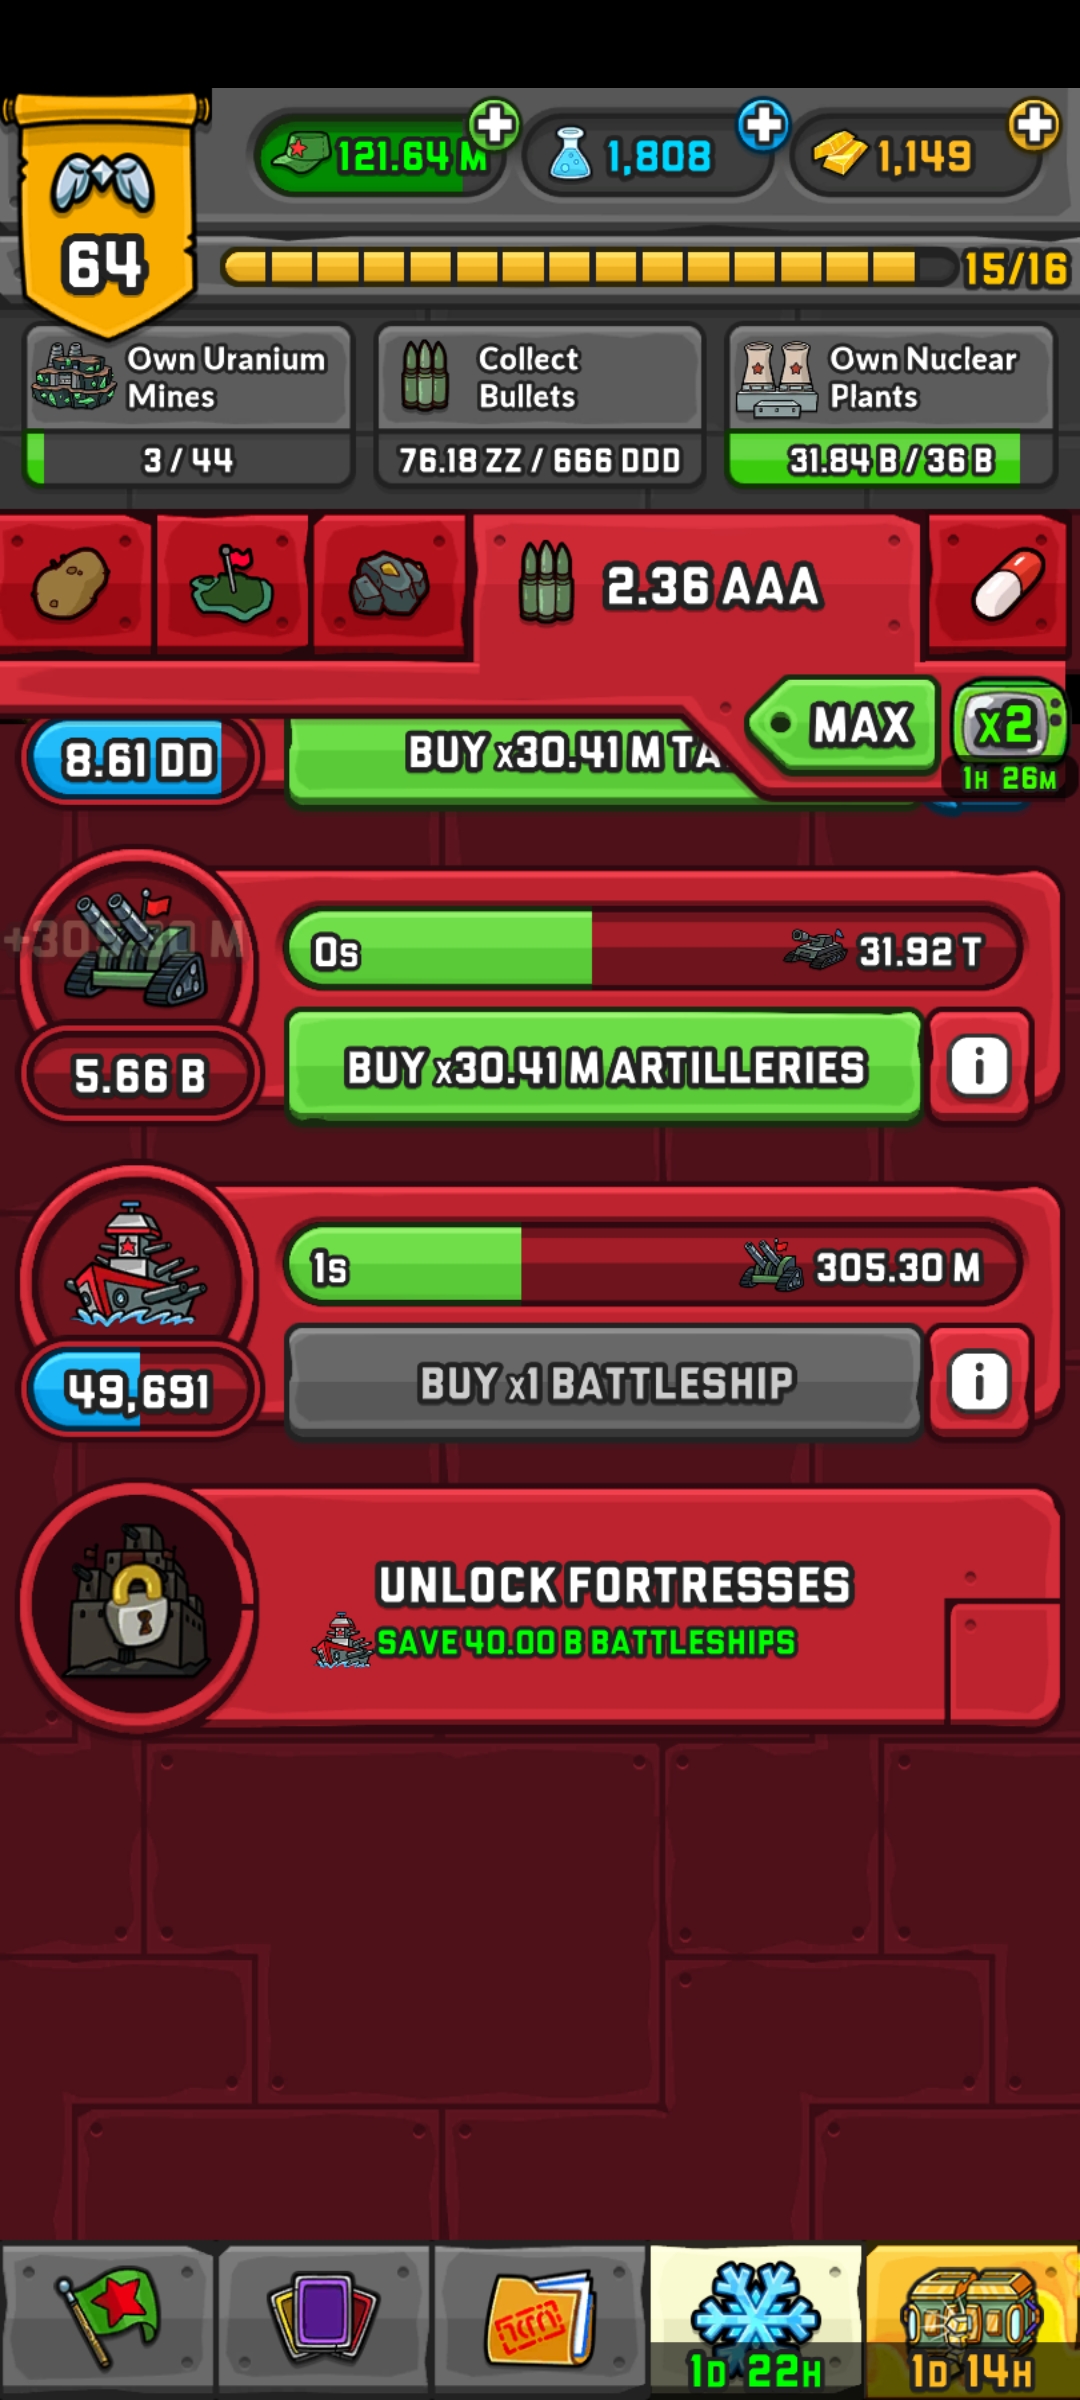 121.64 M
1,808
1,149
64
15/16
Own Uranium
Mines
3 / 44
Collect
Bullets
76.18 ZZ / 666 DDD
Own Nuclear
Plants
31.84 B / 36 B
2.36 AAA
MAX
x2
1H 26M
8.61 DD
BUY x30.41 M TA
0s
31.92 T
5.66 B
BUY x30.41 M ARTILLERIES
i
1s
305.30 M
49,691
BUY x1 BATTLESHIP
i
UNLOCK FORTRESSES
SAVE 40.00 B BATTLESHIPS
1D 22H
1D 14H